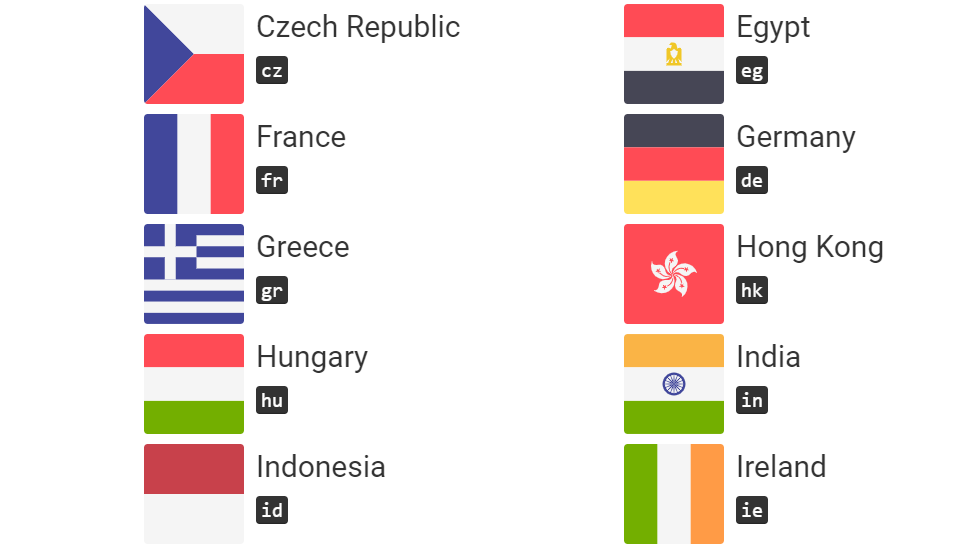 Czech Republic
cz
Egypt
eg
France
fr
Germany
de
Greece
gr
Hong Kong
hk
Hungary
hu
India
in
Indonesia
id
Ireland
ie